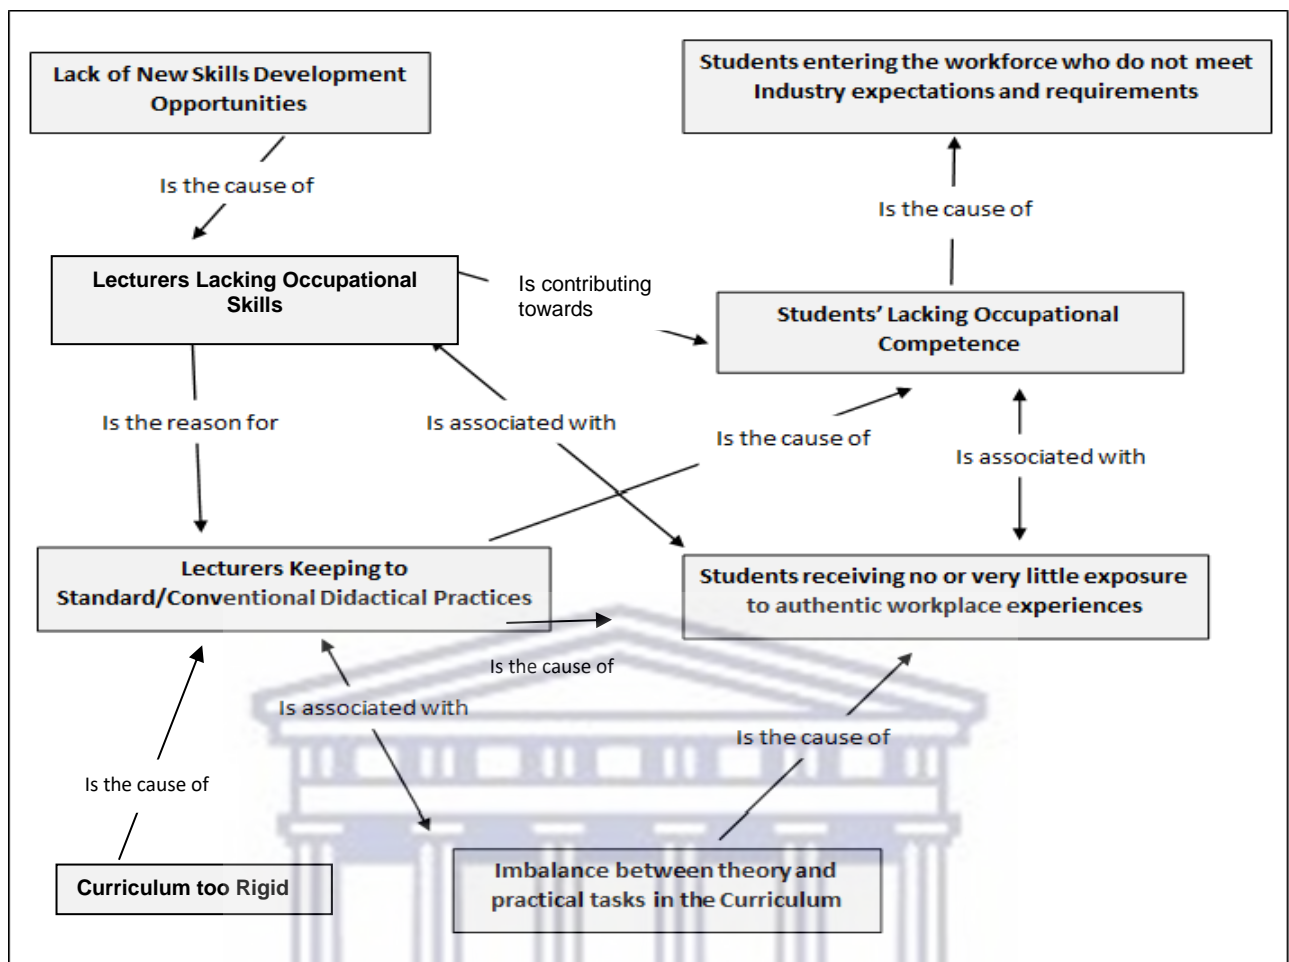 Lack of New Skills Development
Opportunities
Students entering the workforce who do not meet
Industry expectations and requirements
Is the cause of
Is the cause of
Lecturers Lacking Occupational
Skills
Is contributing
towards
Students' Lacking Occupational
Competence
Is the reason for
Is associated with
Is the cause of
Is associated with
Lecturers Keeping to
Standard/Conventional Didactical Practices
Students receiving no or very little exposure
to authentic workplace experiences
Is the cause of
Is associated with
Is the cause of
Is the cause of
Curriculum too Rigid
Imbalance between theory and
practical tasks in the Curriculum